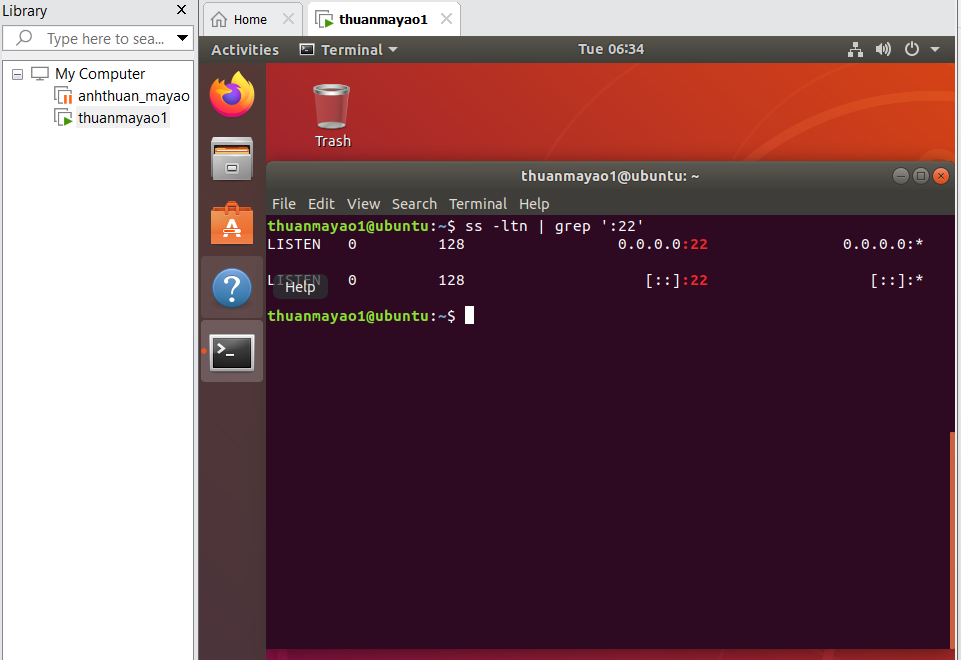 Library
Type here to sea...
My Computer
anhthuan_mayao
thuanmayao1
Home
thuanmayao1
Activities
Terminal
Tue 06:34
Trash
thuanmayao1@ubuntu: ~
File Edit View Search Terminal Help
thuanmayao1@ubuntu:~$ ss -ltn | grep ':22'
LISTEN 0 128 0.0.0.0:22 0.0.0.0:*
LISTEN 0 128 [::]:22 [::]:*
Help
thuanmayao1@ubuntu:~$